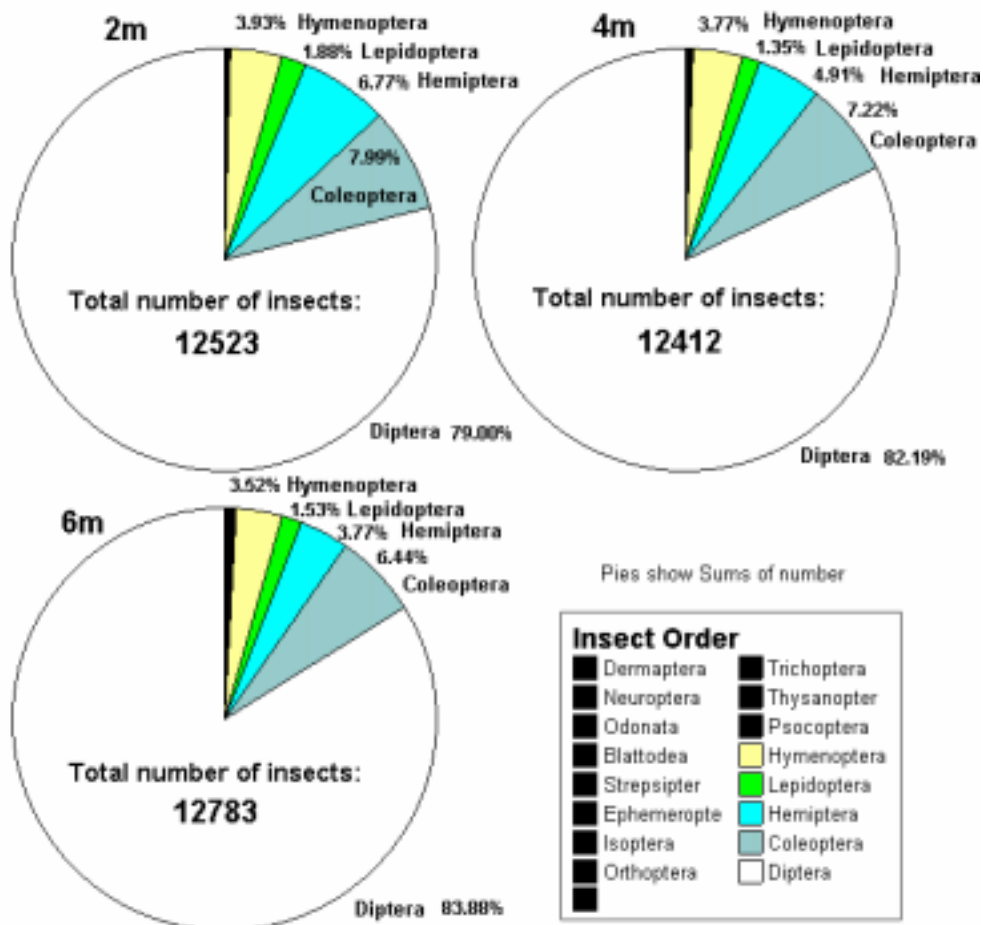 2m
3.93% Hymenoptera
1.88% Lepidoptera
6.77% Hemiptera
7.99%
Coleoptera
Total number of insects:
12523
Diptera 79.00%
4m
3.77% Hymenoptera
1.35% Lepidoptera
4.91% Hemiptera
7.22%
Coleoptera
Total number of insects:
12412
Diptera 82.19%
6m
3.52% Hymenoptera
1.53% Lepidoptera
3.77% Hemiptera
6.44%
Coleoptera
Total number of insects:
12783
Diptera 83.88%
Pies show Sums of number
Insect Order
Dermaptera
Neuroptera
Odonata
Blattodea
Strepsipter
Ephemeropte
Isoptera
Orthoptera
Trichoptera
Thysanopter
Psocoptera
Hymenoptera
Lepidoptera
Hemiptera
Coleoptera
Diptera